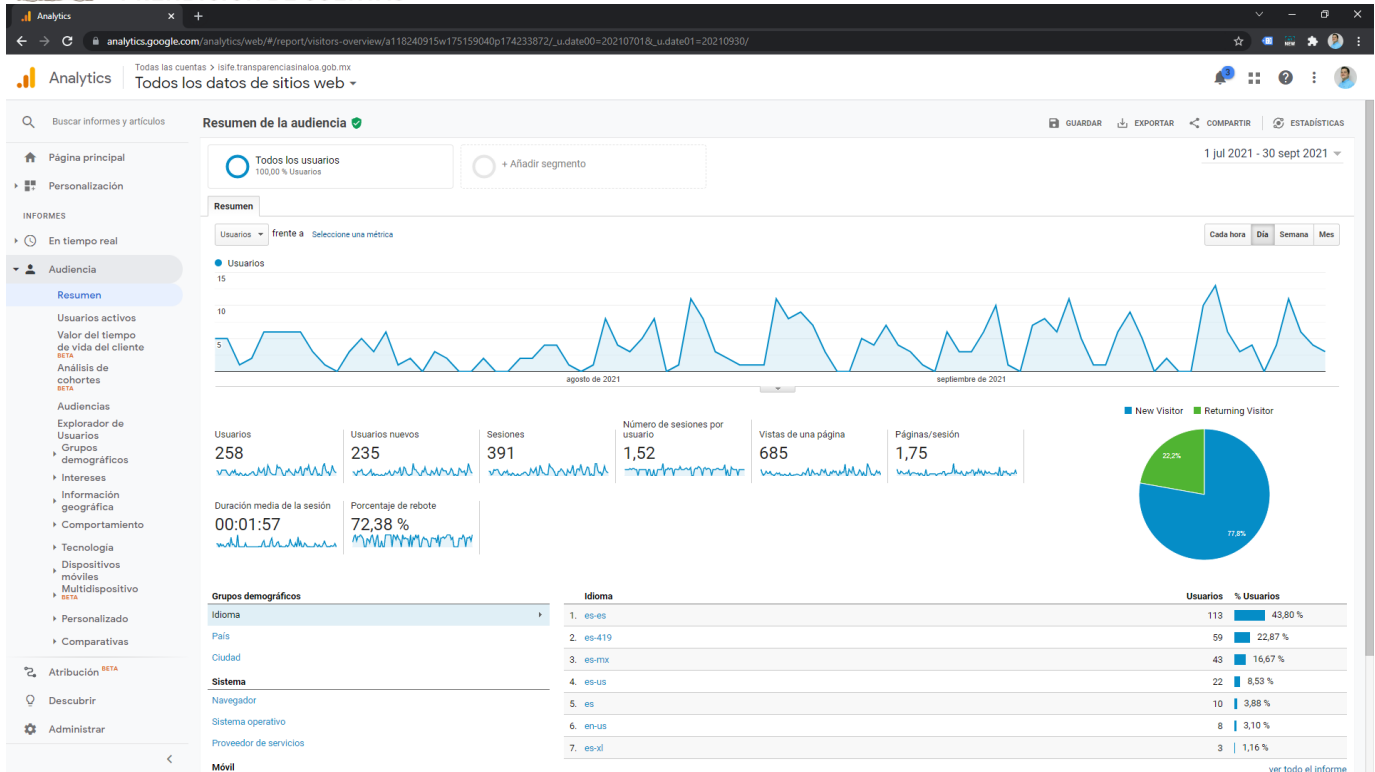 Analytics
analytics.google.com/analytics/web/#/report/visitors-overview/a118240915w175159040p174233872/_u.date00=20210701&_u.date01=20210930/
NEW
Analytics
Todas las cuentas > isife.transparenciasinaloa.gob.mx
Todos los datos de sitios web
3
Buscar informes y artículos
Página principal
Personalización
INFORMES
En tiempo real
Audiencia
Resumen
Usuarios activos
Valor del tiempo
de vida del cliente
BETA
Análisis de
cohortes
BETA
Audiencias
Explorador de
Usuarios
Grupos
demográficos
Intereses
Información
geográfica
Comportamiento
Tecnología
Dispositivos
móviles
Multidispositivo
BETA
Personalizado
Comparativas
Atribución BETA
Descubrir
Administrar
Resumen de la audiencia
GUARDAR
EXPORTAR
COMPARTIR
ESTADÍSTICAS
Todos los usuarios
100,00 % Usuarios
+ Añadir segmento
1 jul 2021 - 30 sept 2021
Resumen
Usuarios frente a Seleccione una métrica
Cada hora Día Semana Mes
Usuarios
15
10
5
agosto de 2021
septiembre de 2021
New Visitor Returning Visitor
22,2%
77,8%
Usuarios
258
Usuarios nuevos
235
Sesiones
391
Número de sesiones por
usuario
1,52
Vistas de una página
685
Páginas/sesión
1,75
Duración media de la sesión
00:01:57
Porcentaje de rebote
72,38 %
Grupos demográficos
Idioma
País
Ciudad
Sistema
Navegador
Sistema operativo
Proveedor de servicios
Móvil
Idioma Usuarios % Usuarios
1. es-es 113 43,80 %
2. es-419 59 22,87 %
3. es-mx 43 16,67 %
4. es-us 22 8,53 %
5. es 10 3,88 %
6. en-us 8 3,10 %
7. es-xl 3 1,16 %
ver todo el informe